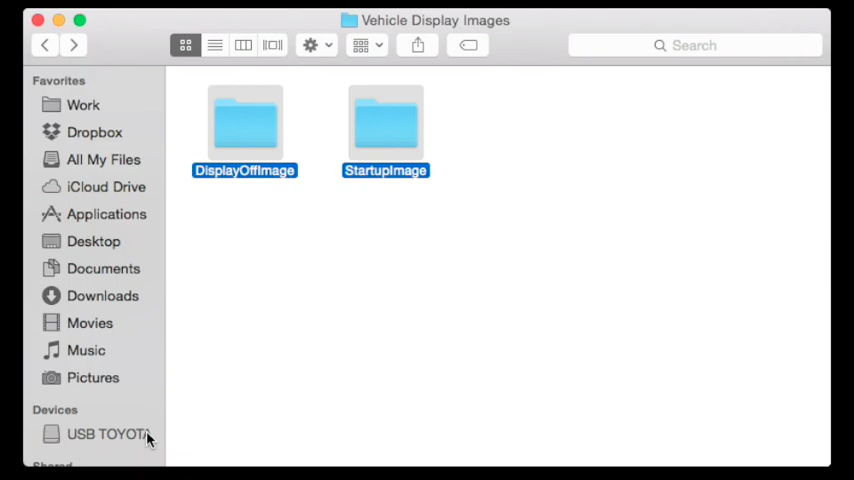 Vehicle Display Images
Search
Favorites
Work
Dropbox
All My Files
iCloud Drive
Applications
Desktop
Documents
Downloads
Movies
Music
Pictures
Devices
USB TOYOTA
Shared
DisplayOffImage
StartupImage